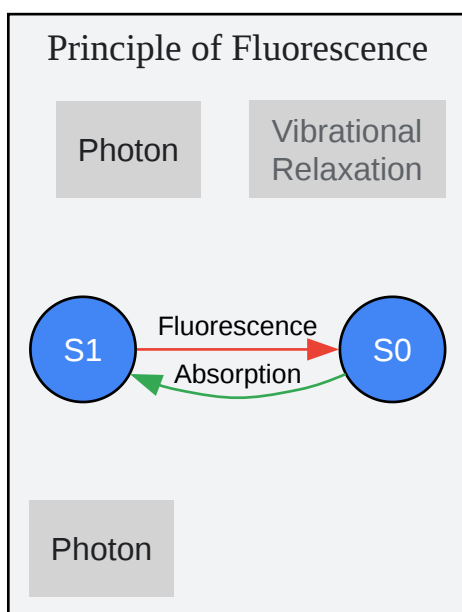 Principle of Fluorescence
Photon
Vibrational
Relaxation
Fluorescence
S1
S0
Absorption
Photon